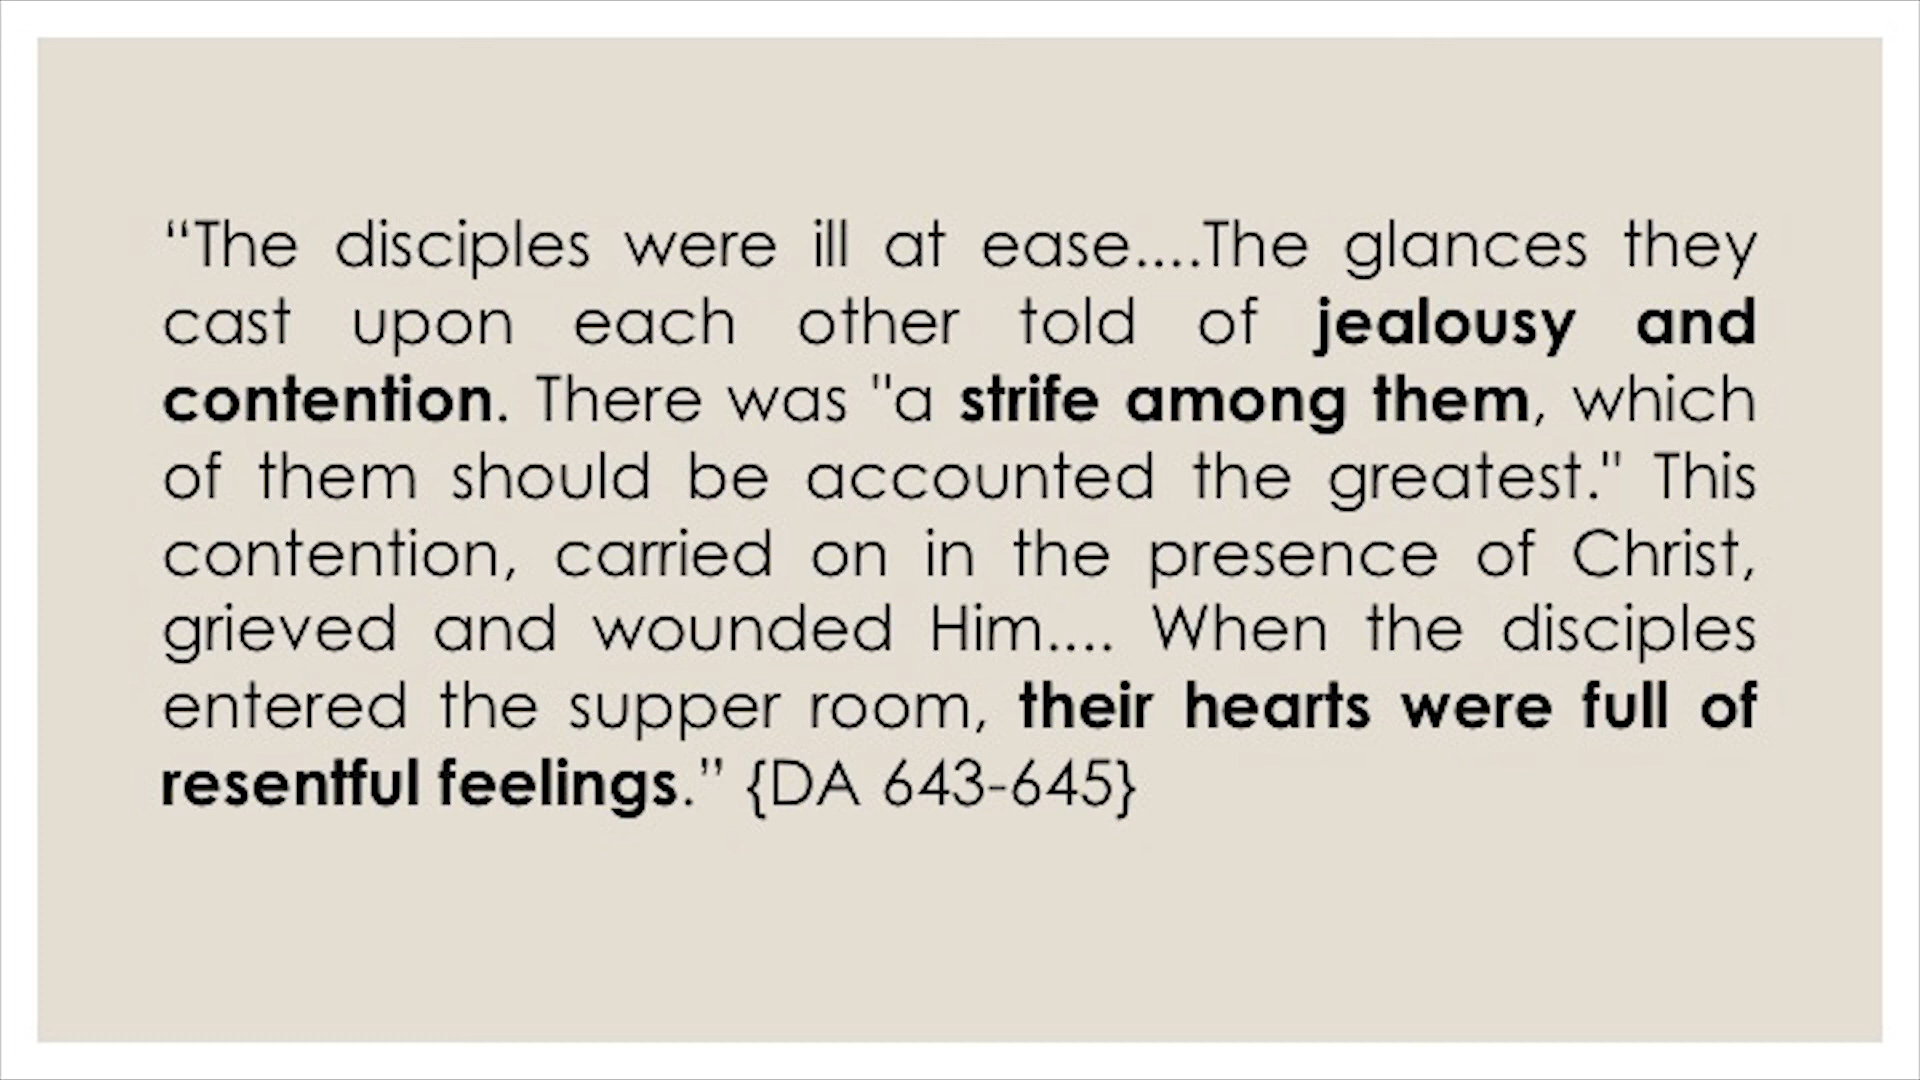 “The disciples were ill at ease....The glances they
cast upon each other told of jealousy and
contention. There was "a strife among them, which
of them should be accounted the greatest." This
contention, carried on in the presence of Christ,
grieved and wounded Him.... When the disciples
entered the supper room, their hearts were full of
resentful feelings.” {DA 643-645}